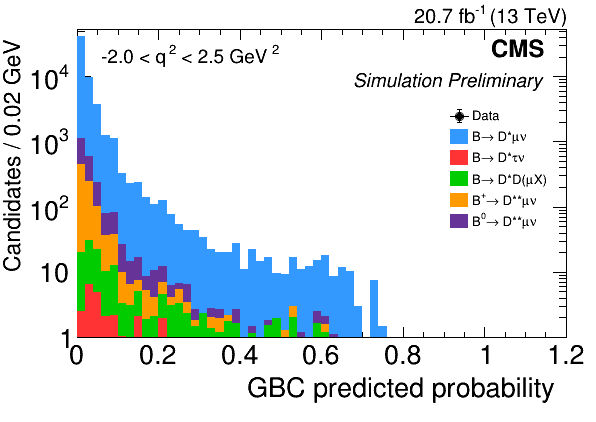 20.7 fb⁻¹ (13 TeV)
-2.0 < q² < 2.5 GeV²
CMS
Simulation Preliminary
Data
B→ D*μν
B→ D*τν
B→ D*D(μX)
B⁺→ D**μν
B⁰→ D**μν
Candidates / 0.02 GeV
10⁴
10³
10²
10
1
0 0.2 0.4 0.6 0.8 1 1.2
GBC predicted probability